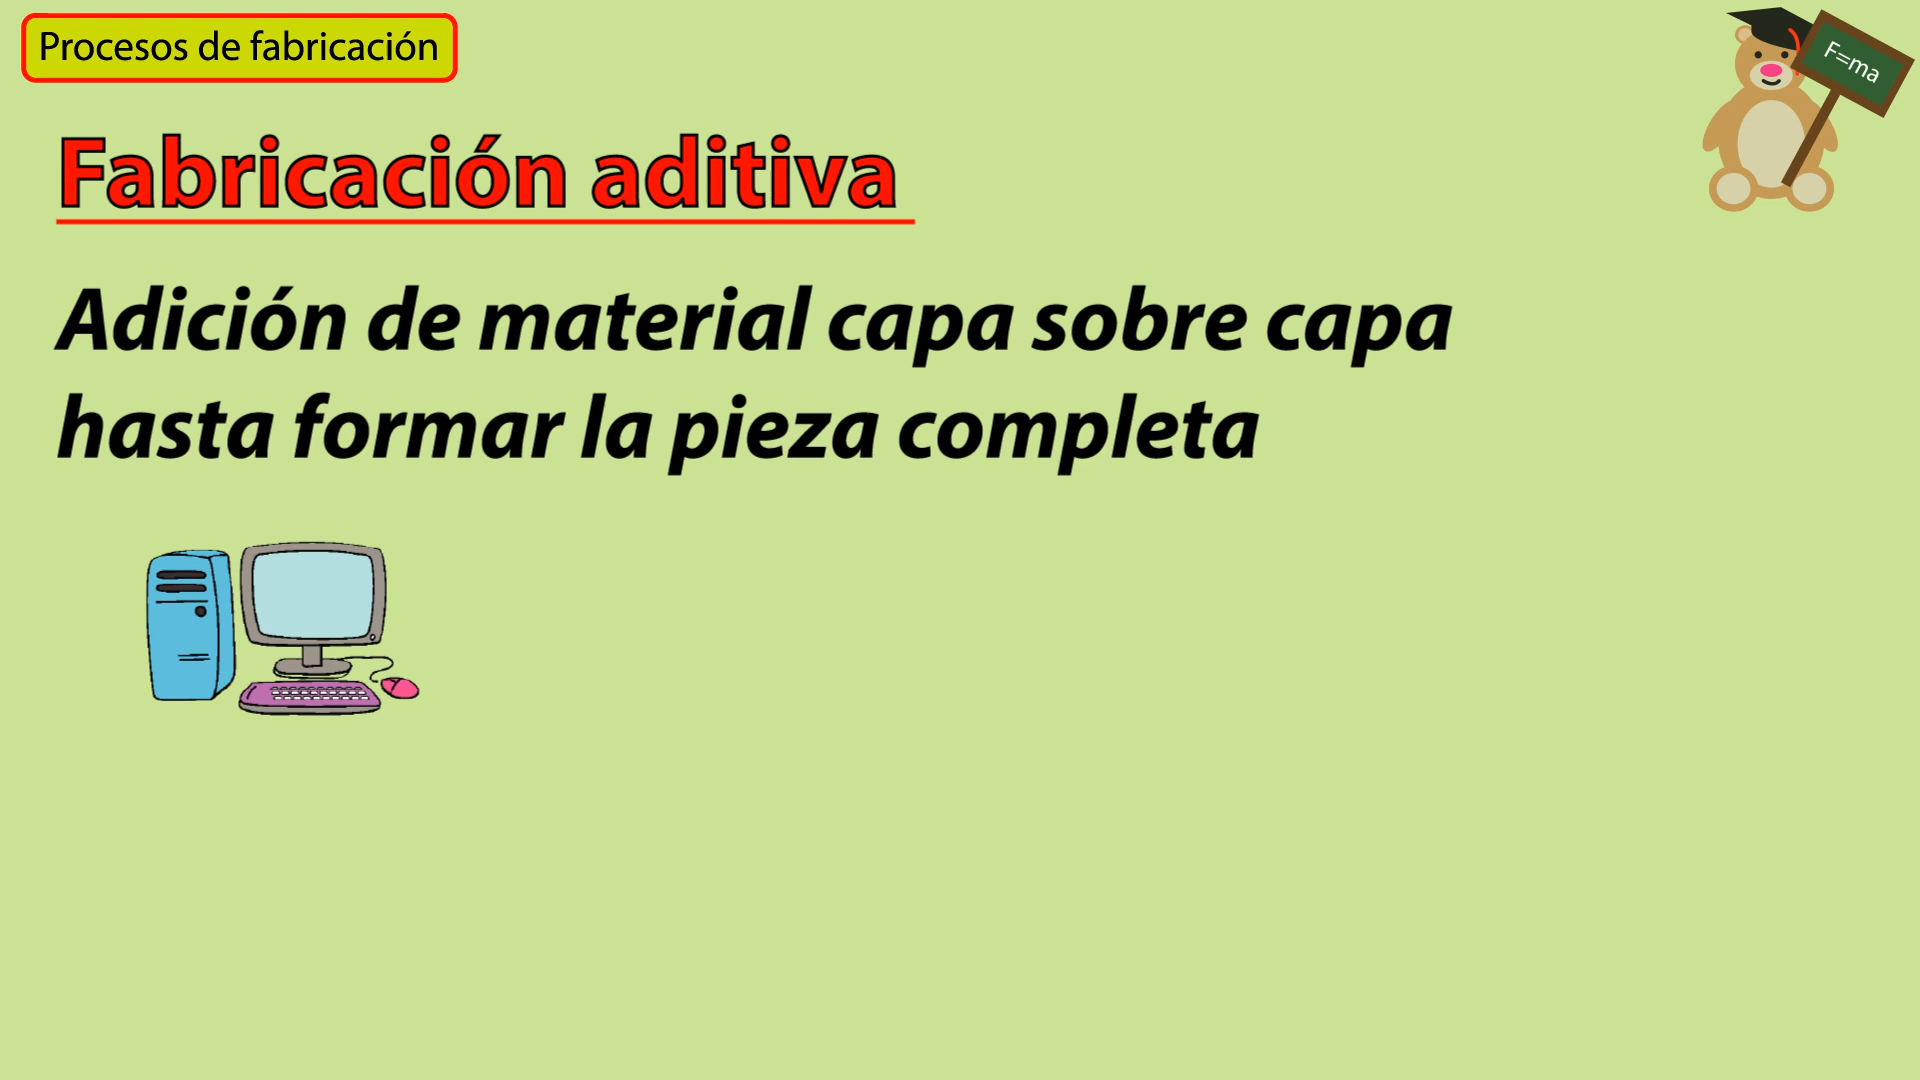 Procesos de fabricación
F=ma
Fabricación aditiva
Adición de material capa sobre capa
hasta formar la pieza completa